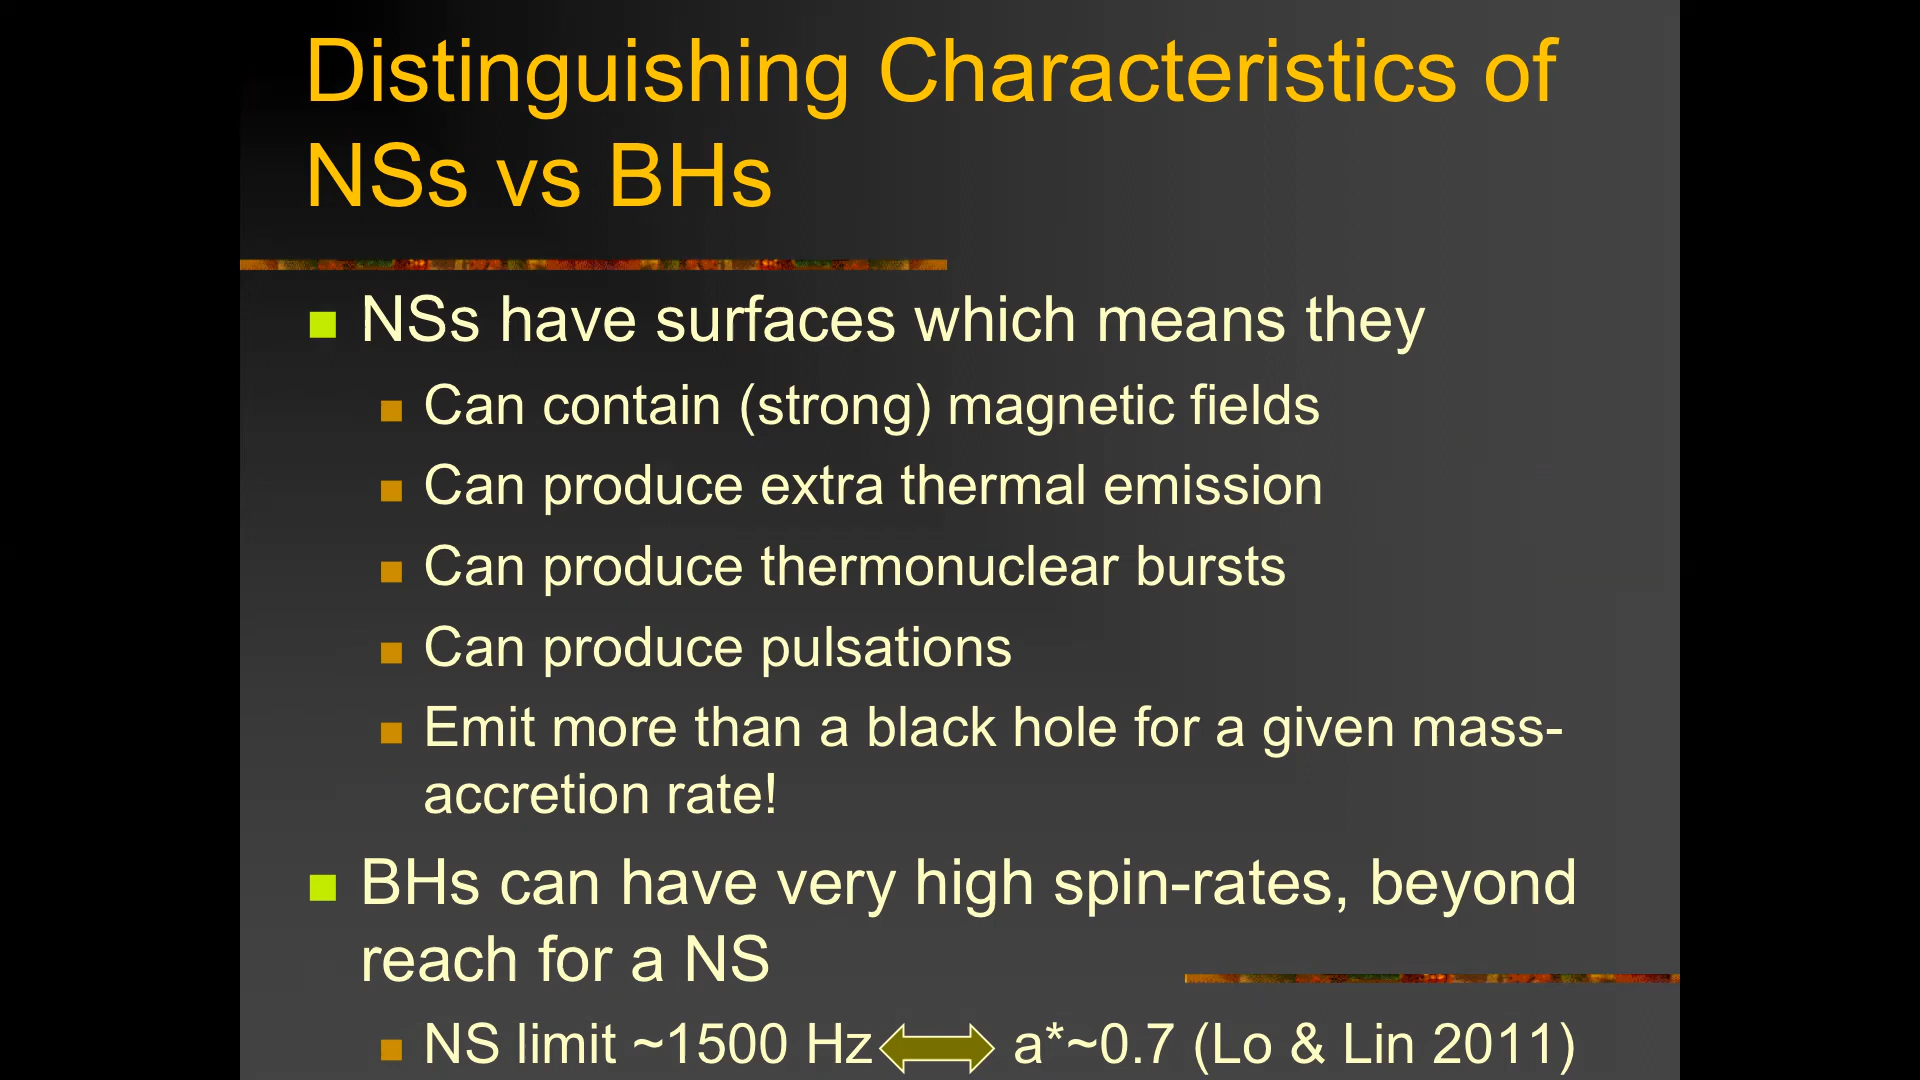 Distinguishing Characteristics of
NSs vs BHs
NSs have surfaces which means they
Can contain (strong) magnetic fields
Can produce extra thermal emission
Can produce thermonuclear bursts
Can produce pulsations
Emit more than a black hole for a given mass-
accretion rate!
BHs can have very high spin-rates, beyond
reach for a NS
NS limit ~1500 Hz a*~0.7 (Lo & Lin 2011)